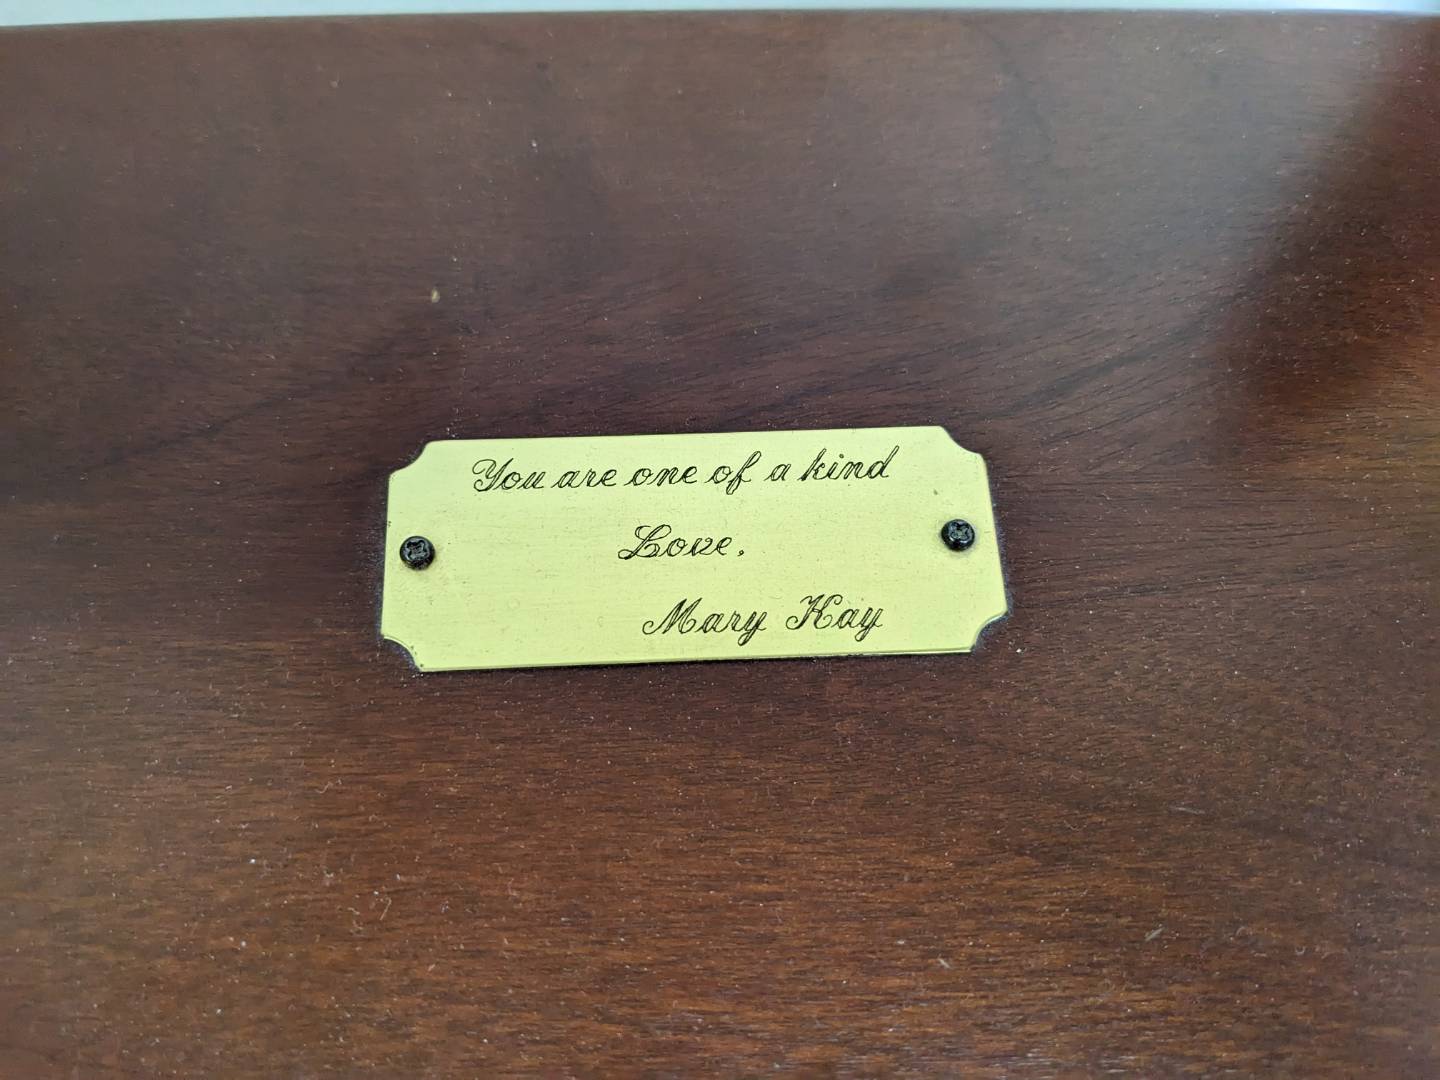 You are one of a kind
Love,
Mary Kay